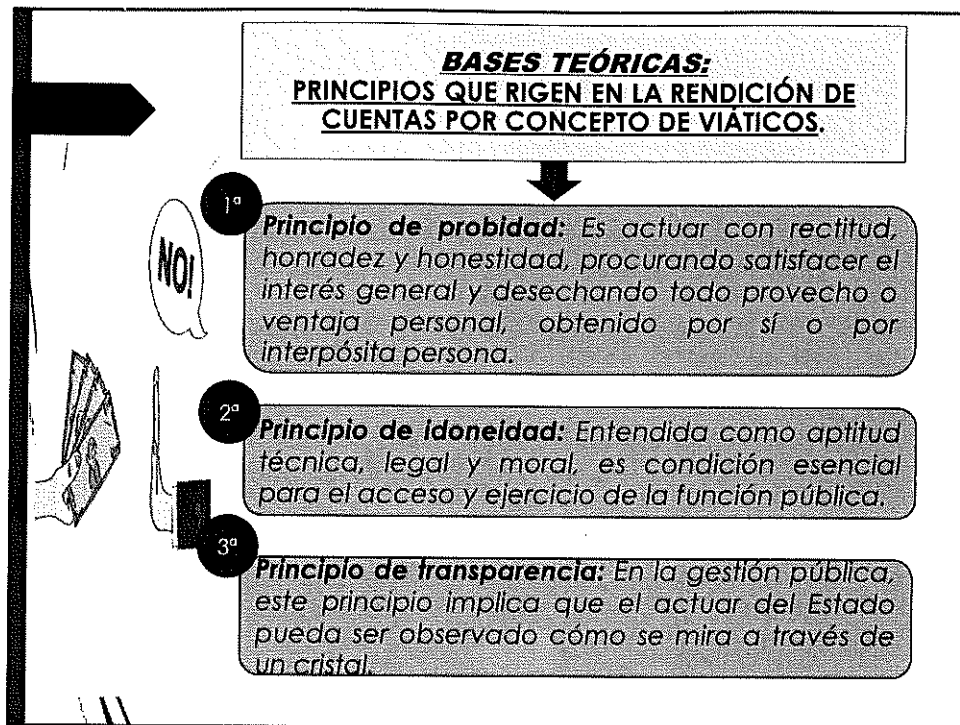 BASES TEÓRICAS:
PRINCIPIOS QUE RIGEN EN LA RENDICIÓN DE
CUENTAS POR CONCEPTO DE VIÁTICOS.
1ª
Principio de probidad: Es actuar con rectitud,
honradez y honestidad, procurando satisfacer el
interés general y desechando todo provecho o
ventaja personal, obtenido por sí o por
interpósita persona.
NO!
2ª
Principio de idoneidad: Entendida como aptitud
técnica, legal y moral, es condición esencial
para el acceso y ejercicio de la función pública.
3ª
Principio de transparencia: En la gestión pública,
este principio implica que el actuar del Estado
pueda ser observado cómo se mira a través de
un cristal.